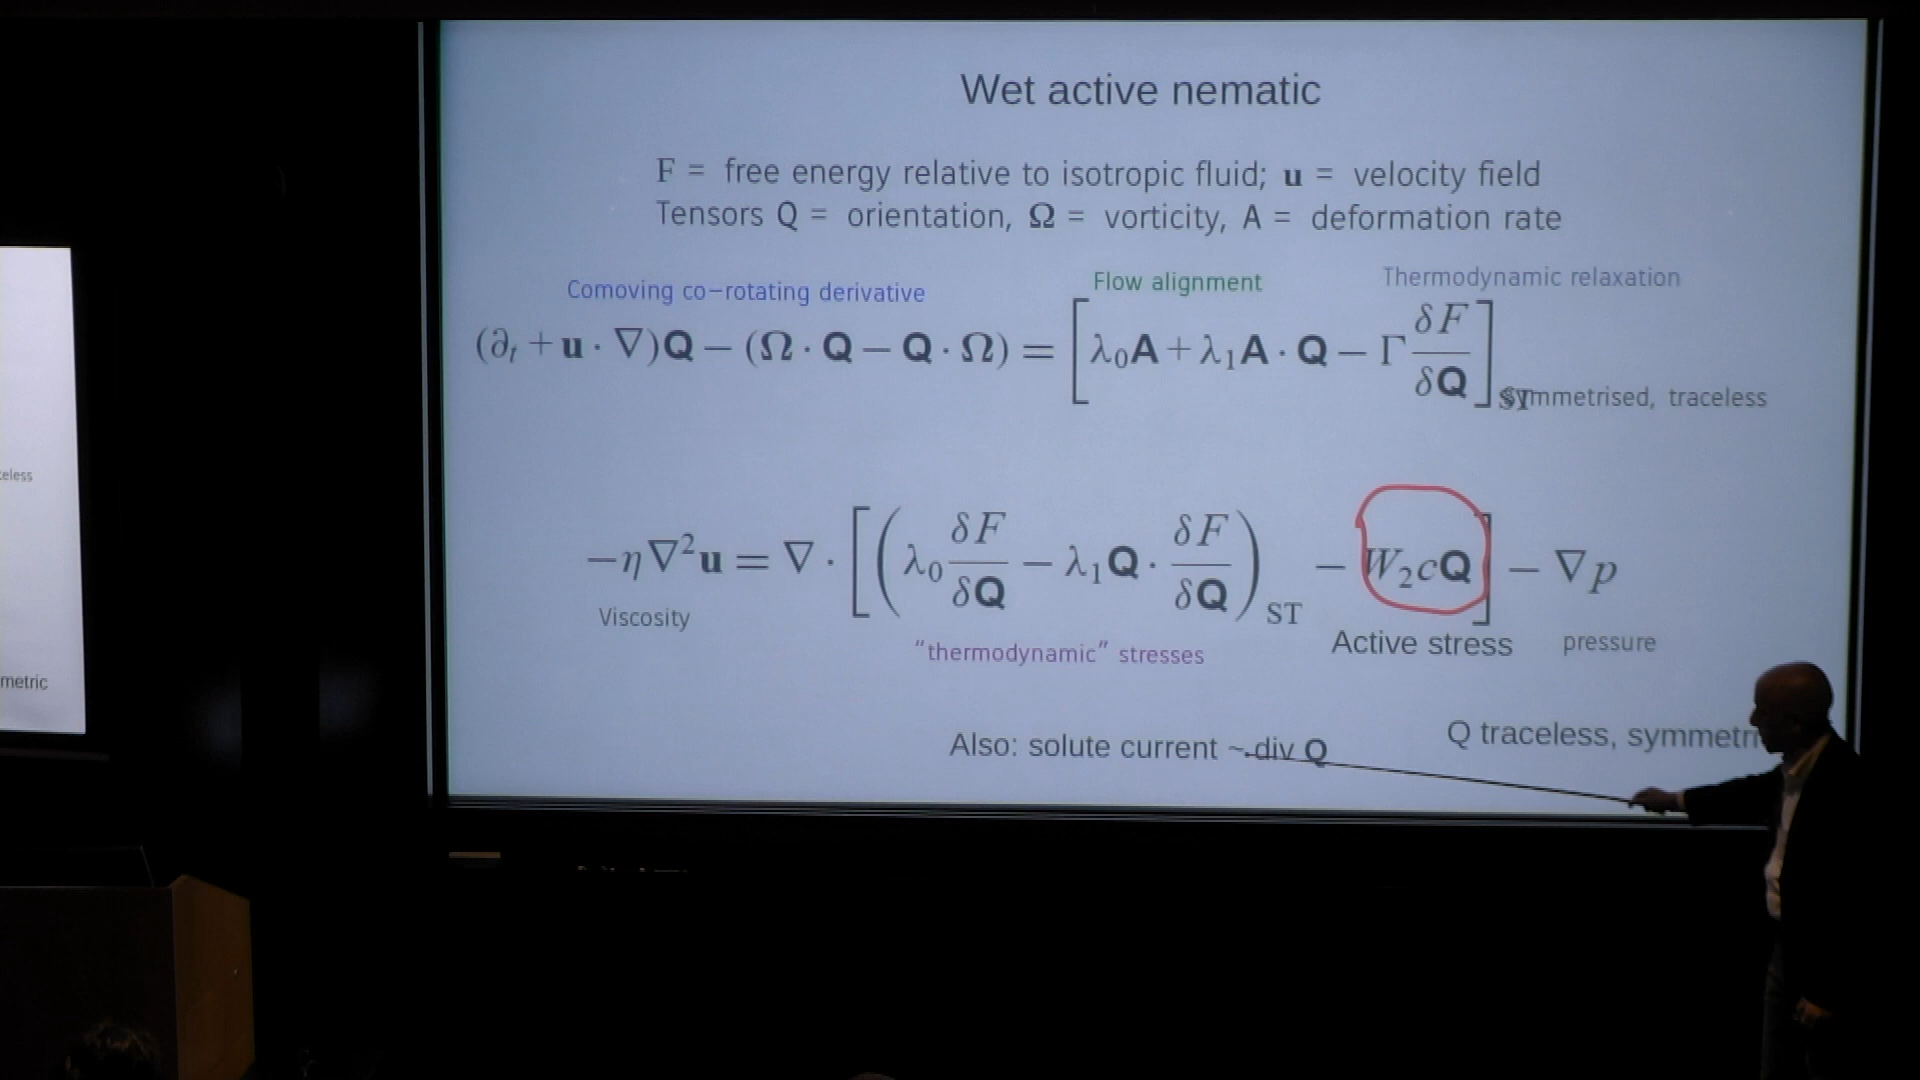 Wet active nematic
F = free energy relative to isotropic fluid; u = velocity field
Tensors Q = orientation, Ω = vorticity, A = deformation rate
Comoving co-rotating derivative Flow alignment Thermodynamic relaxation
(∂ₜ + u · ∇)Q − (Ω · Q − Q · Ω) = [λ₀A + λ₁A · Q − Γ δF/δQ]ST Symmetrised, traceless
−η∇²u = ∇ · [(λ₀ δF/δQ − λ₁Q · δF/δQ)ST − W₂cQ] − ∇p
Viscosity "thermodynamic" stresses Active stress pressure
Also: solute current ~ div Q
Q traceless,
metric